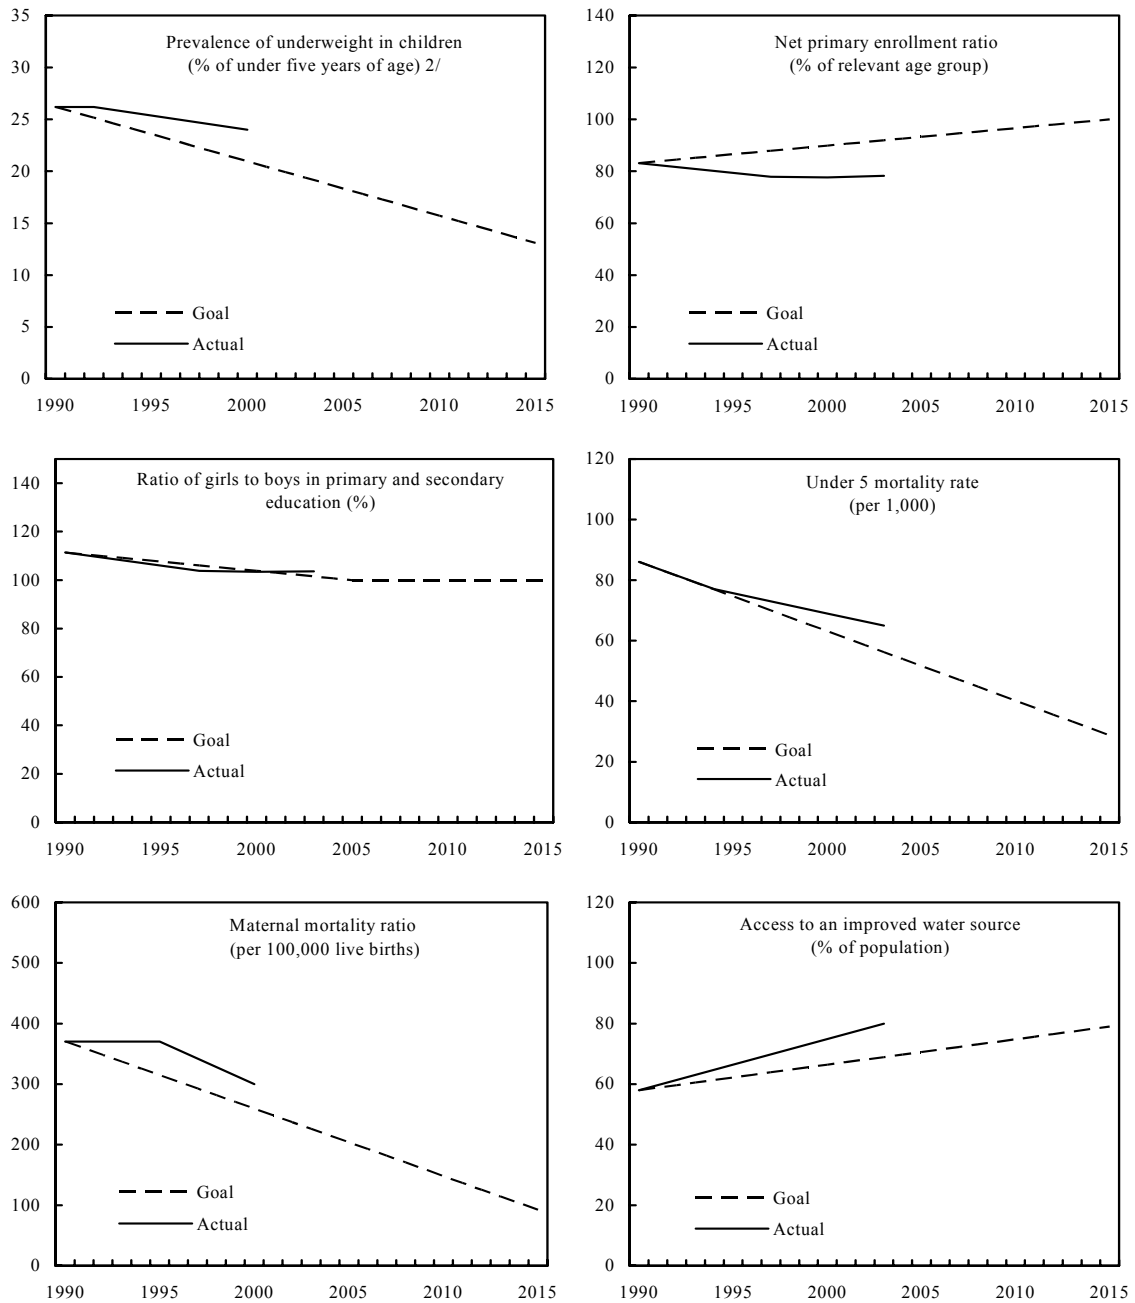 Prevalence of underweight in children
(% of under five years of age) 2/
35
30
25
20
15
10
5
0
Goal
Actual
1990 1995 2000 2005 2010 2015
Net primary enrollment ratio
(% of relevant age group)
140
120
100
80
60
40
20
0
Goal
Actual
1990 1995 2000 2005 2010 2015
Ratio of girls to boys in primary and secondary
education (%)
140
120
100
80
60
40
20
0
Goal
Actual
1990 1995 2000 2005 2010 2015
Under 5 mortality rate
(per 1,000)
120
100
80
60
40
20
0
Goal
Actual
1990 1995 2000 2005 2010 2015
Maternal mortality ratio
(per 100,000 live births)
600
500
400
300
200
100
0
Goal
Actual
1990 1995 2000 2005 2010 2015
Access to an improved water source
(% of population)
120
100
80
60
40
20
0
Goal
Actual
1990 1995 2000 2005 2010 2015